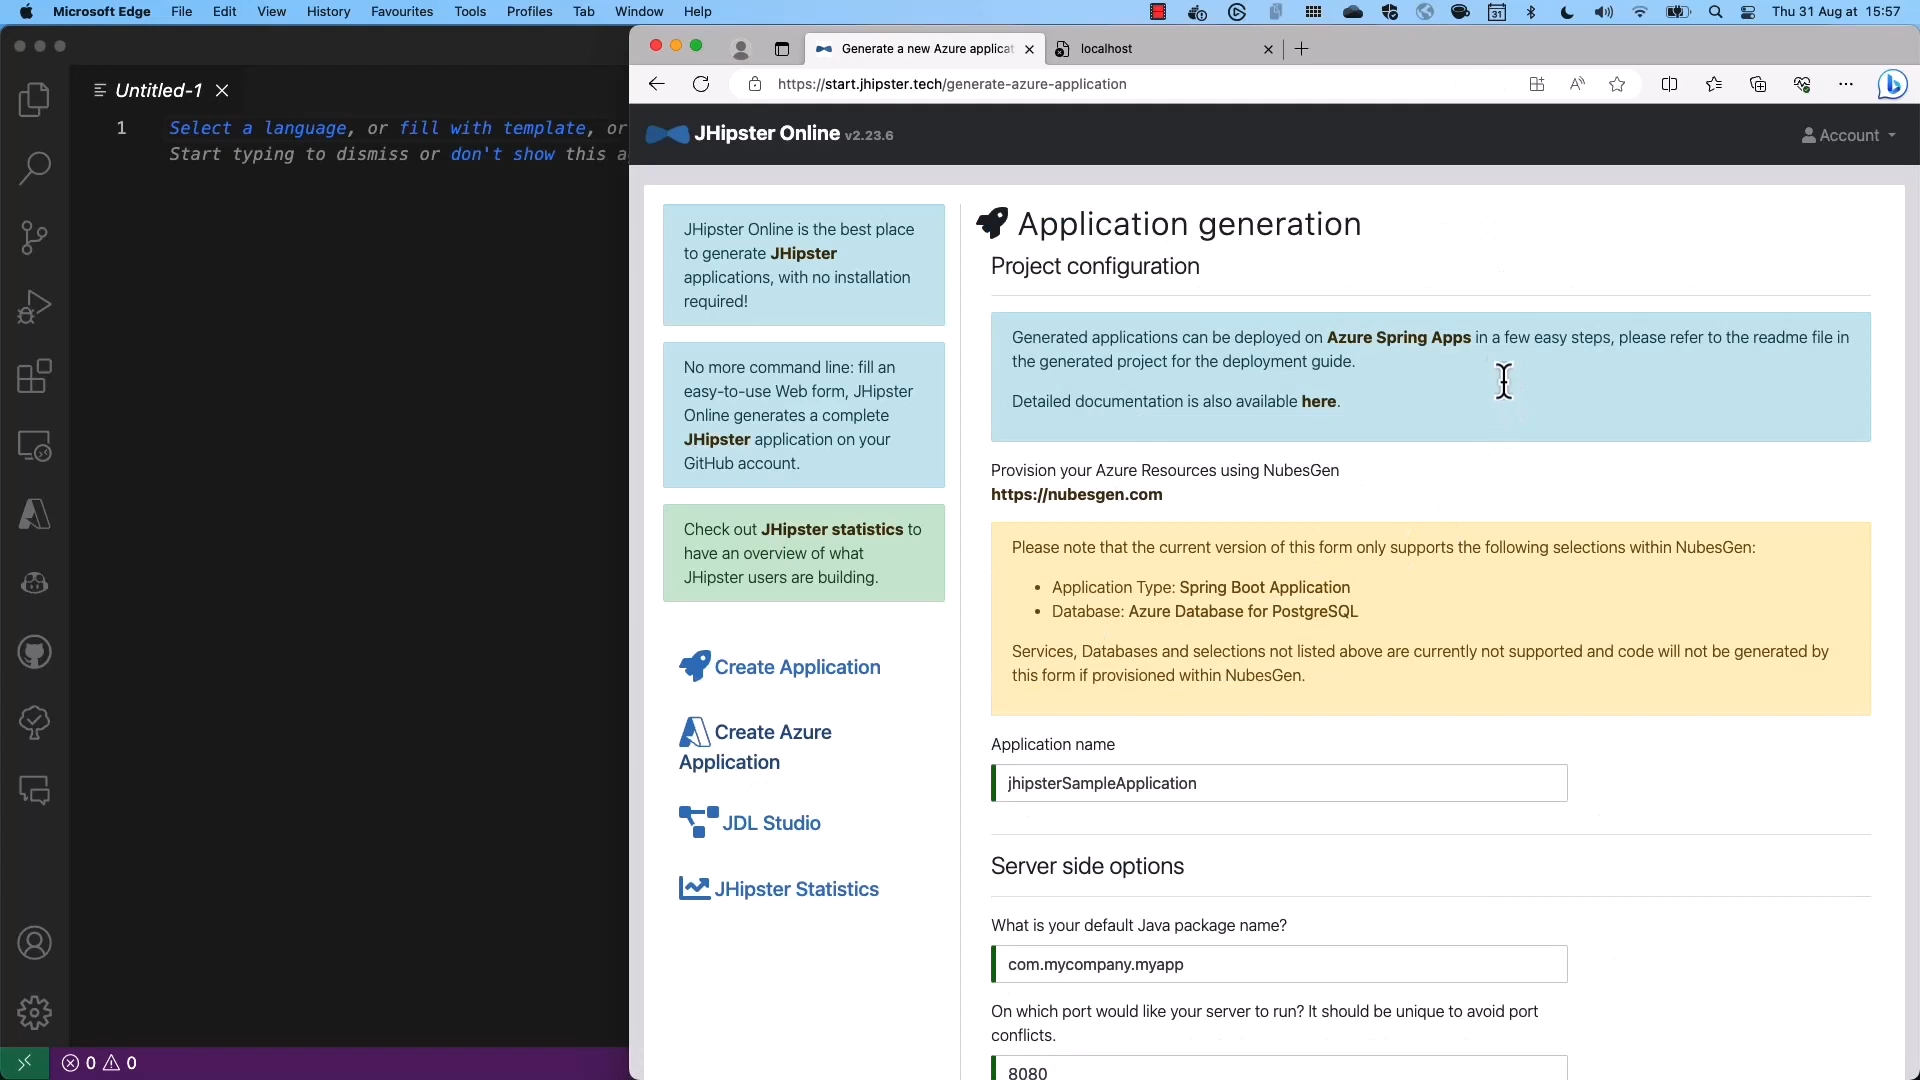 Microsoft Edge File Edit View History Favourites Tools Profiles Tab Window Help
31
Thu 31 Aug at 15:57
Untitled-1
1
Select a language, or fill with template, or
Start typing to dismiss or don't show this a
0 0
Generate a new Azure applicat
localhost
https://start.jhipster.tech/generate-azure-application
JHipster Online v2.23.6
Account
JHipster Online is the best place
to generate JHipster
applications, with no installation
required!
No more command line: fill an
easy-to-use Web form, JHipster
Online generates a complete
JHipster application on your
GitHub account.
Check out JHipster statistics to
have an overview of what
JHipster users are building.
Create Application
Create Azure
Application
JDL Studio
JHipster Statistics
Application generation
Project configuration
Generated applications can be deployed on Azure Spring Apps in a few easy steps, please refer to the readme file in
the generated project for the deployment guide.
Detailed documentation is also available here.
Provision your Azure Resources using NubesGen
https://nubesgen.com
Please note that the current version of this form only supports the following selections within NubesGen:
• Application Type: Spring Boot Application
• Database: Azure Database for PostgreSQL
Services, Databases and selections not listed above are currently not supported and code will not be generated by
this form if provisioned within NubesGen.
Application name
jhipsterSampleApplication
Server side options
What is your default Java package name?
com.mycompany.myapp
On which port would like your server to run? It should be unique to avoid port
conflicts.
8080